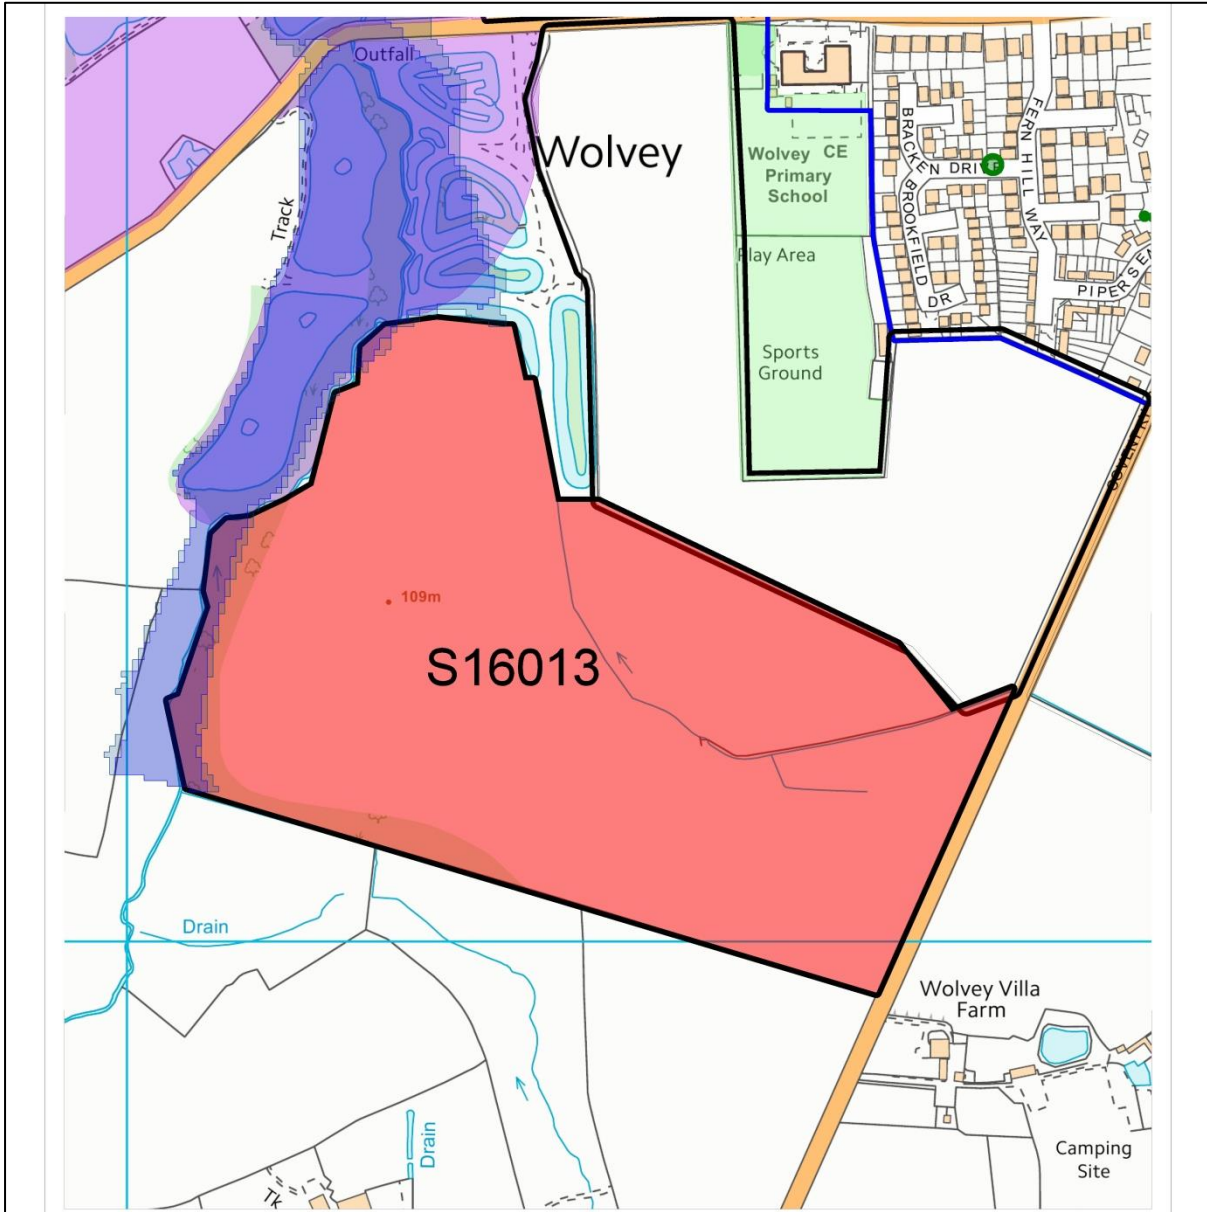 Outfall
Wolvey
Wolvey CE
Primary
School
BRACKEN DRIVE
FERN HILL WAY
BROOKFIELD
DR
Track
Play Area
Sports
Ground
109m
S16013
Drain
Wolvey Villa
Farm
Drain
Camping
Site
Tk